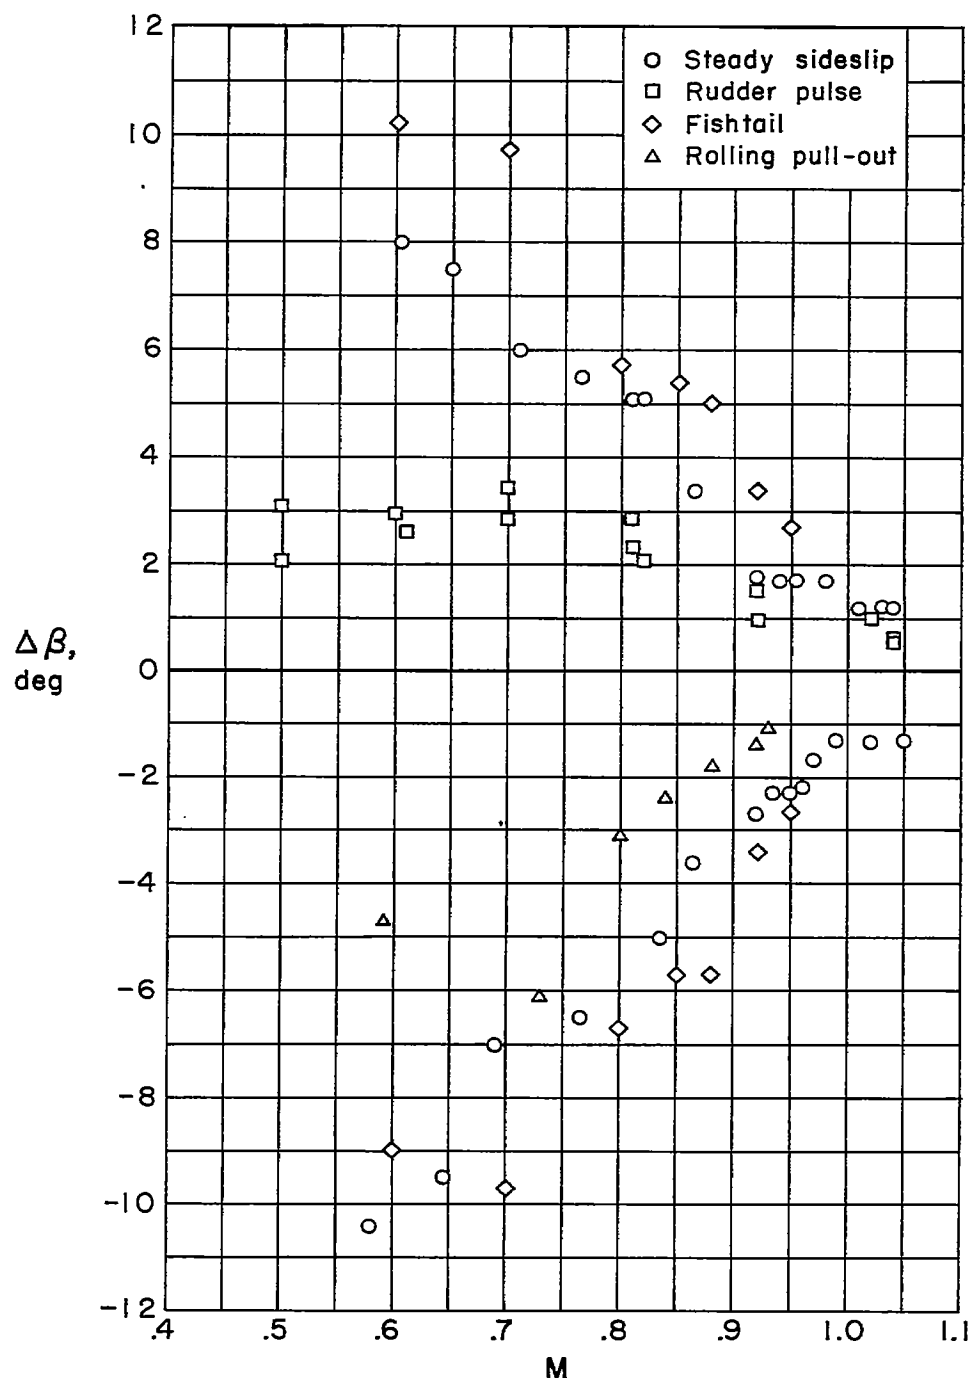 12
10
8
6
4
2
0
-2
-4
-6
-8
-10
-12
Δβ,
deg
Steady sideslip
Rudder pulse
Fishtail
Rolling pull-out
.4 .5 .6 .7 .8 .9 1.0 1.1
M